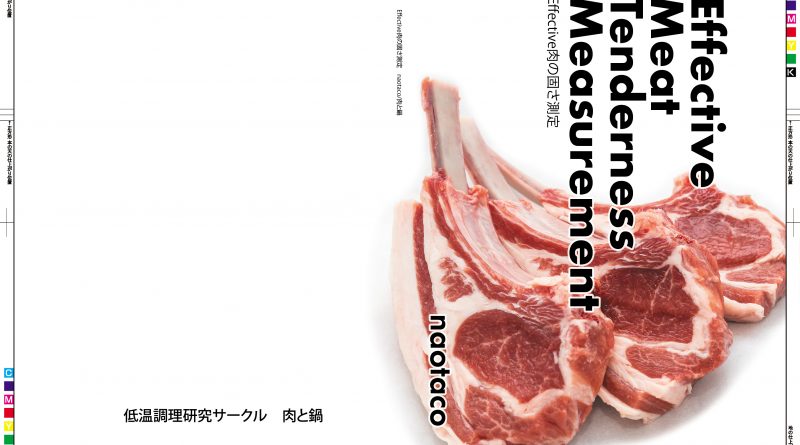 Effective
Meat
Tenderness
Measurement
Effective肉の固さ測定
naotaco
Effective肉の固さ測定　naotaco/肉と鍋
低温調理研究サークル　肉と鍋
C
M
Y
M
Y
K